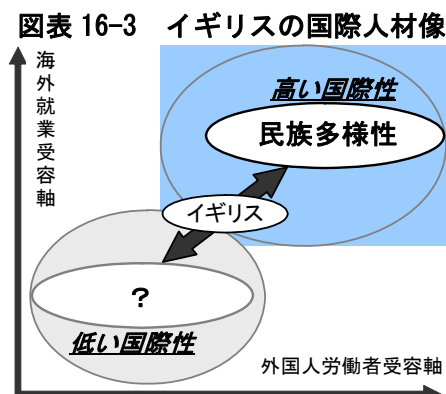 図表 16-3 イギリスの国際人材像
海外就業受容軸
高い国際性
民族多様性
イギリス
?
低い国際性
外国人労働者受容軸